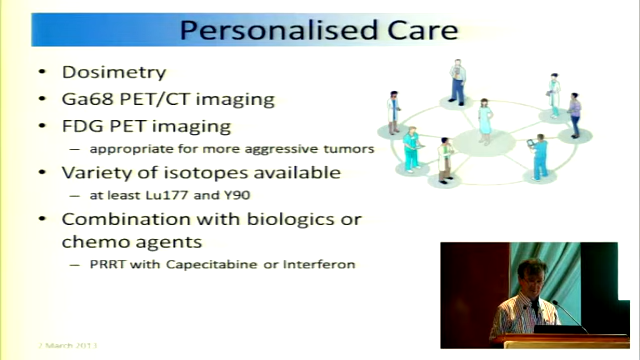 Personalised Care
• Dosimetry
• Ga68 PET/CT imaging
• FDG PET imaging
– appropriate for more aggressive tumors
• Variety of isotopes available
– at least Lu177 and Y90
• Combination with biologics or
chemo agents
– PRRT with Capecitabine or Interferon
2 March 2013